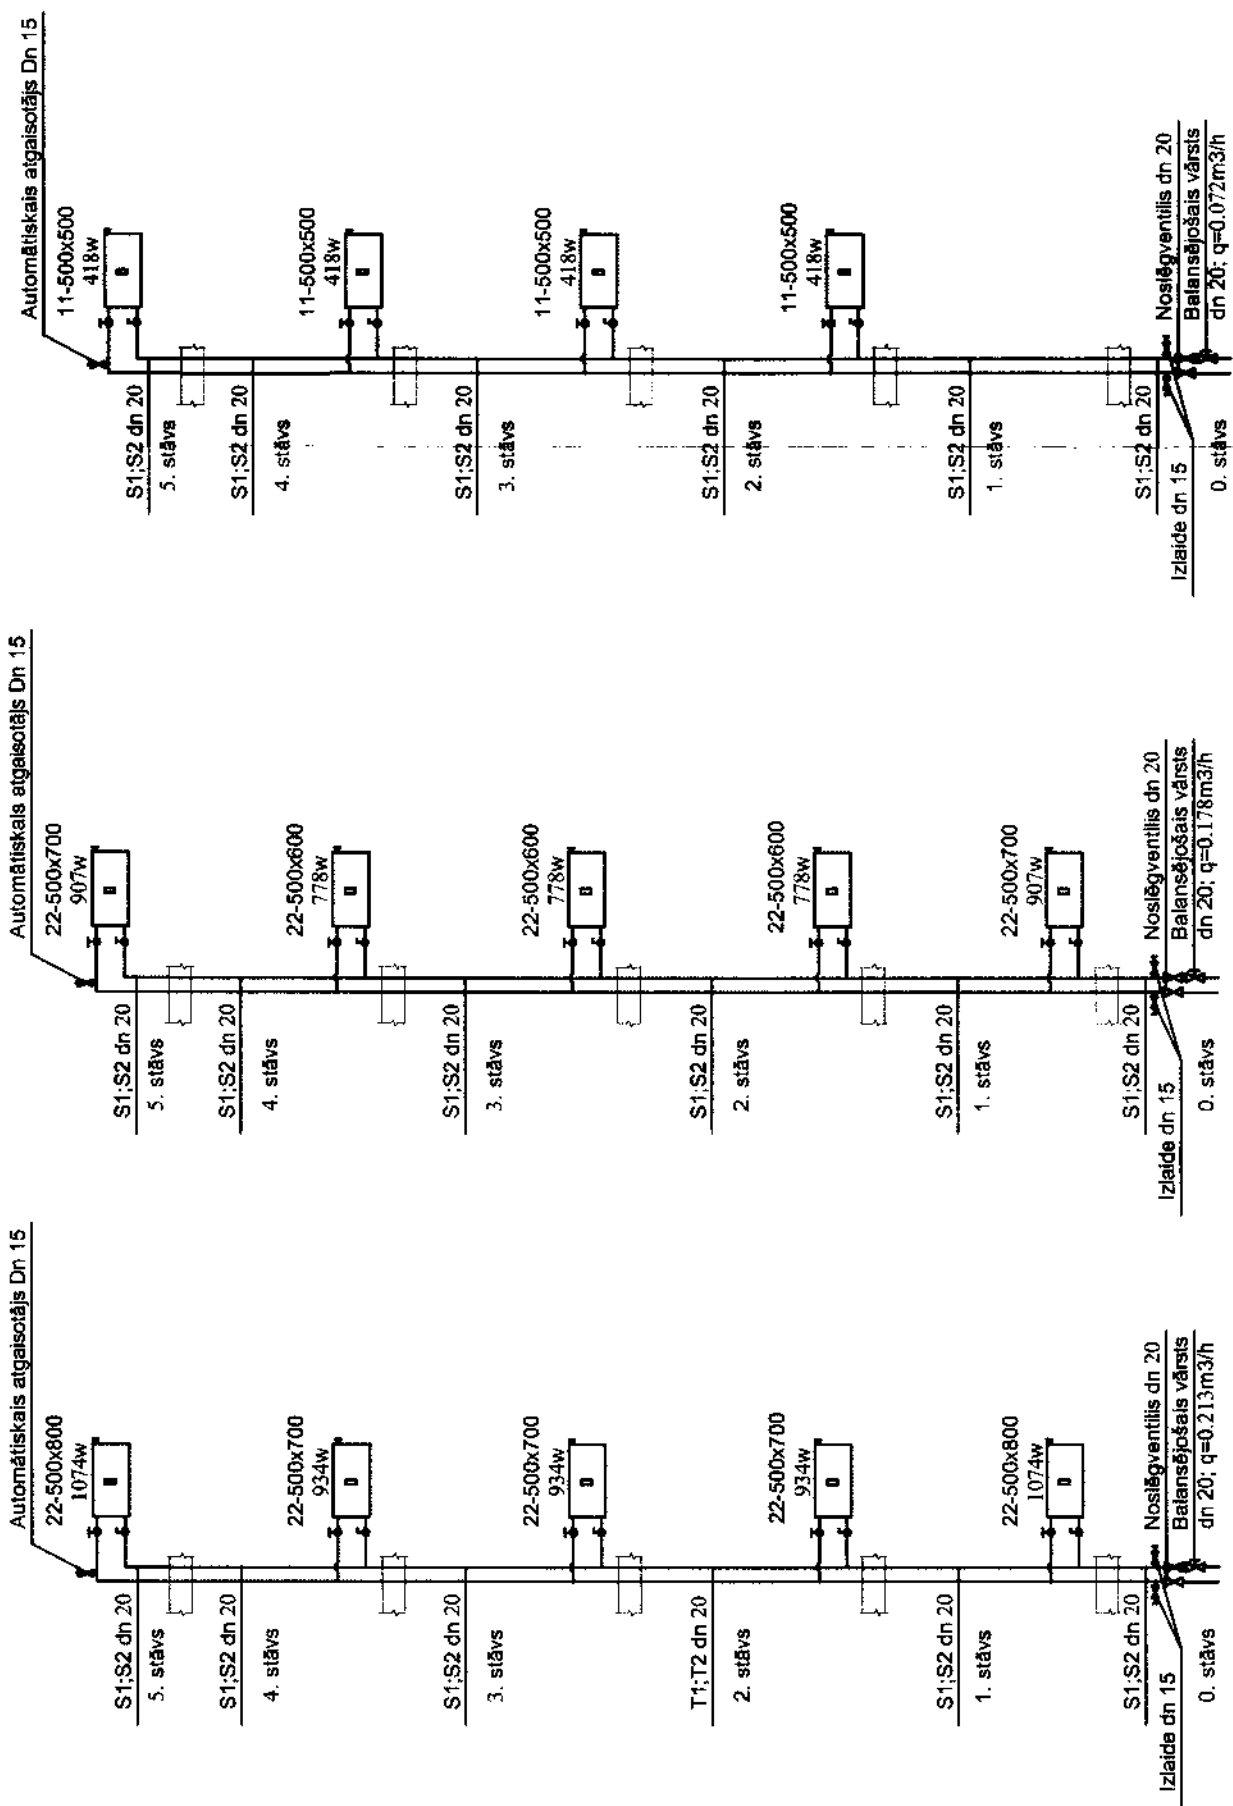 Automātiskais atgaisotājs Dn 15
22-500x800
1074w
S1;S2 dn 20
5. stāvs
S1;S2 dn 20
4. stāvs
22-500x700
934w
S1;S2 dn 20
3. stāvs
22-500x700
934w
T1;T2 dn 20
2. stāvs
22-500x700
934w
S1;S2 dn 20
1. stāvs
22-500x800
1074w
S1;S2 dn 20
Noslēgventilis dn 20
Izlaide dn 15
Balansējošais vārsts
dn 20; q=0.213m3/h
0. stāvs
Automātiskais atgaisotājs Dn 15
22-500x700
907w
S1;S2 dn 20
5. stāvs
S1;S2 dn 20
4. stāvs
22-500x600
778w
S1;S2 dn 20
3. stāvs
22-500x600
778w
S1;S2 dn 20
2. stāvs
22-500x600
778w
S1;S2 dn 20
1. stāvs
22-500x700
907w
S1;S2 dn 20
Noslēgventilis dn 20
Izlaide dn 15
Balansējošais vārsts
dn 20; q=0.178m3/h
0. stāvs
Automātiskais atgaisotājs Dn 15
11-500x500
418w
S1;S2 dn 20
5. stāvs
S1;S2 dn 20
4. stāvs
11-500x500
418w
S1;S2 dn 20
3. stāvs
11-500x500
418w
S1;S2 dn 20
2. stāvs
11-500x500
418w
S1;S2 dn 20
1. stāvs
S1;S2 dn 20
Noslēgventilis dn 20
Izlaide dn 15
Balansējošais vārsts
dn 20; q=0.072m3/h
0. stāvs